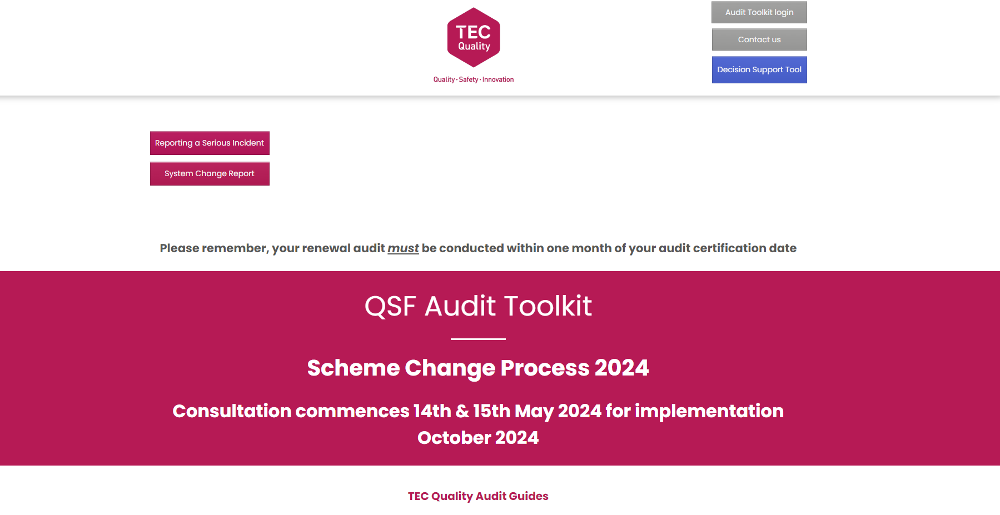 TEC
Quality
Quality · Safety · Innovation
Audit Toolkit login
Contact us
Decision Support Tool
Reporting a Serious Incident
System Change Report
Please remember, your renewal audit must be conducted within one month of your audit certification date
QSF Audit Toolkit
Scheme Change Process 2024
Consultation commences 14th & 15th May 2024 for implementation
October 2024
TEC Quality Audit Guides